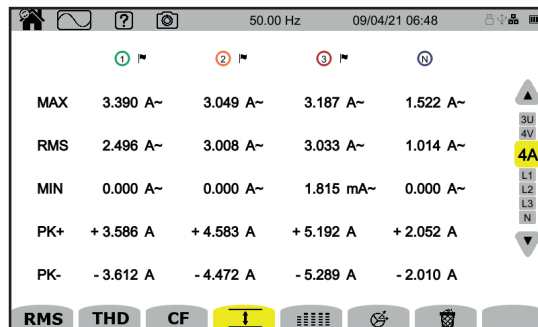 ? 50.00 Hz 09/04/21 06:48
1 2 3 N
MAX 3.390 A~ 3.049 A~ 3.187 A~ 1.522 A~
RMS 2.496 A~ 3.008 A~ 3.033 A~ 1.014 A~
MIN 0.000 A~ 0.000 A~ 1.815 mA~ 0.000 A~
PK+ + 3.586 A + 4.583 A + 5.192 A + 2.052 A
PK- - 3.612 A - 4.472 A - 5.289 A - 2.010 A
3U
4V
4A
L1
L2
L3
N
RMS THD CF